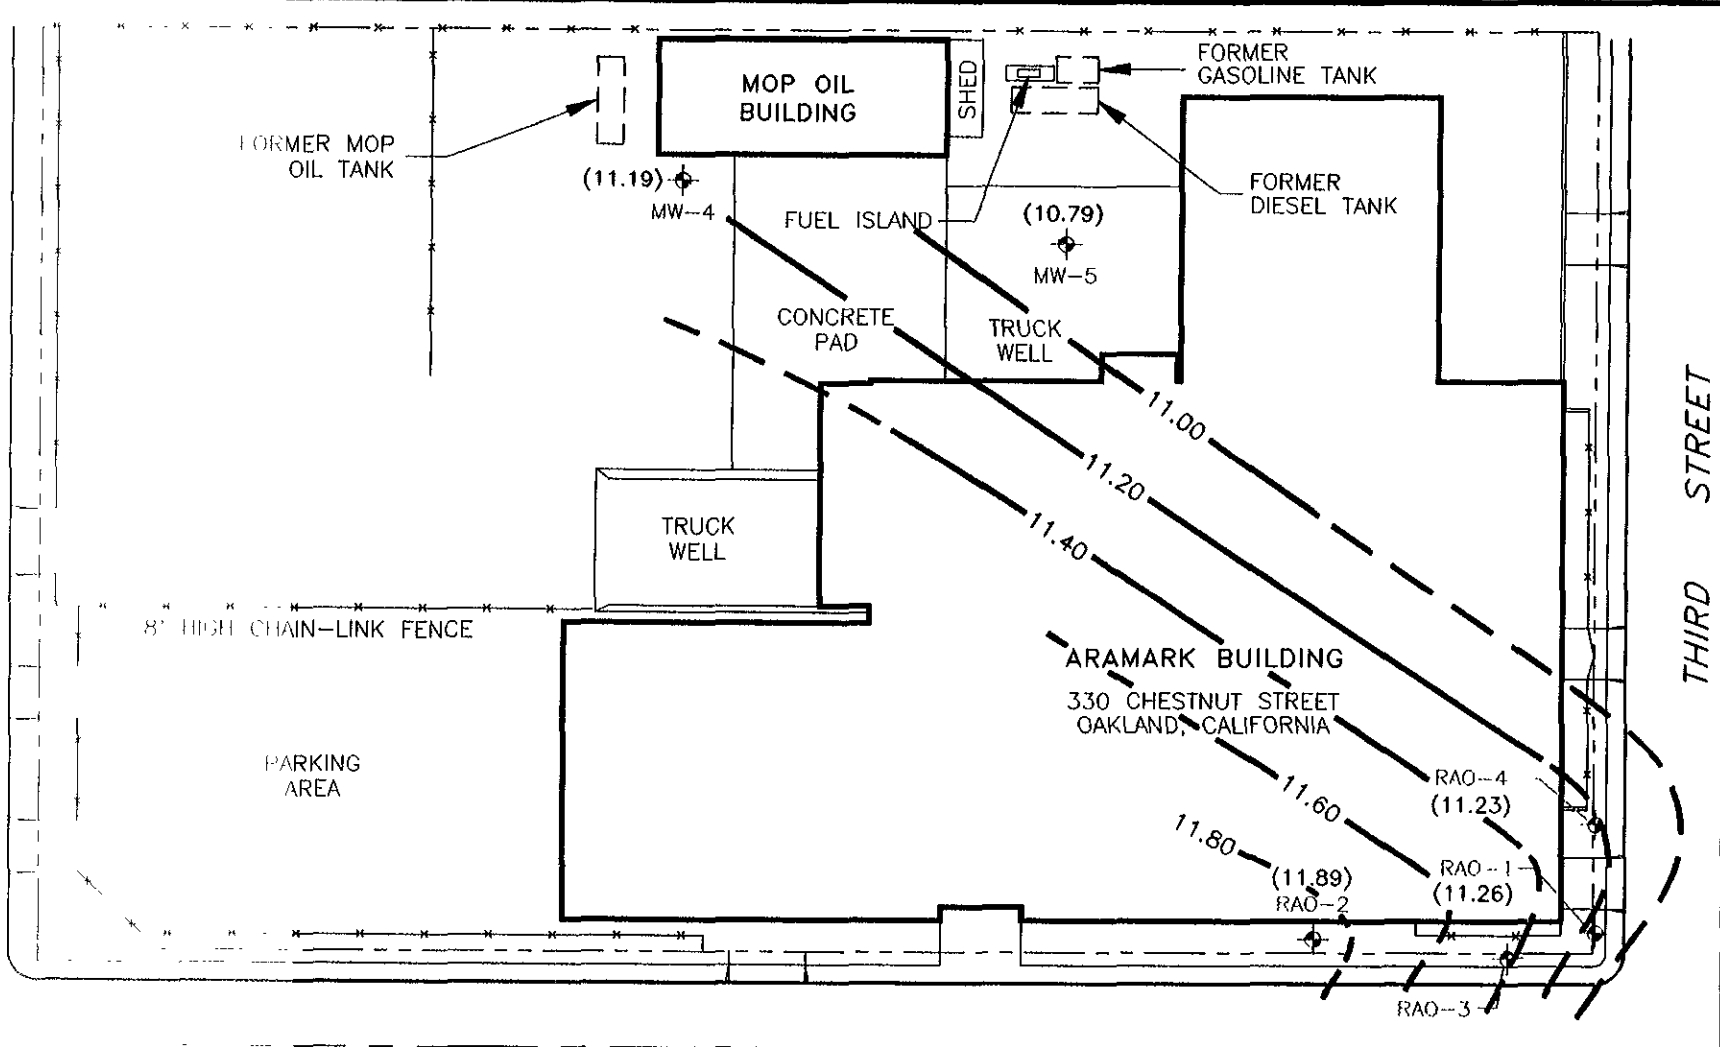 FORMER
GASOLINE TANK
MOP OIL
BUILDING
SHED
FORMER MOP
OIL TANK
(11.19)
MW-4
FUEL ISLAND
(10.79)
MW-5
FORMER
DIESEL TANK
CONCRETE
PAD
TRUCK
WELL
11.00
11.20
11.40
TRUCK
WELL
8' HIGH CHAIN-LINK FENCE
ARAMARK BUILDING
330 CHESTNUT STREET
OAKLAND, CALIFORNIA
THIRD STREET
PARKING
AREA
11.60
11.80
RAO-4
(11.23)
RAO-1
(11.26)
(11.89)
RAO-2
RAO-3